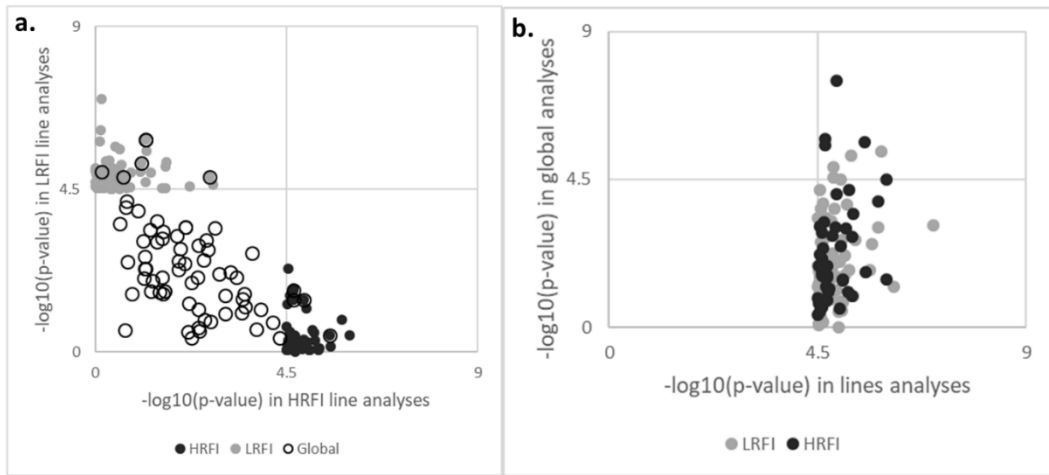 a.
9
4.5
0
0
4.5
9
-log10(p-value) in LRFI line analyses
-log10(p-value) in HRFI line analyses
HRFI LRFI Global
b.
9
4.5
0
0
4.5
9
-log10(p-value) in global analyses
-log10(p-value) in lines analyses
LRFI HRFI